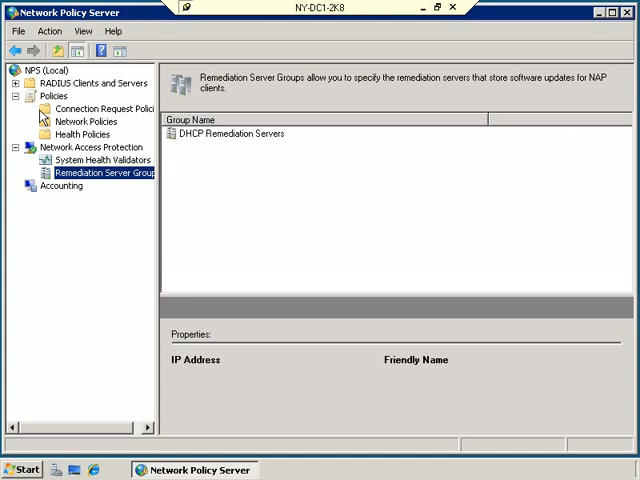 NY-DC1-2K8
Network Policy Server
File Action View Help
NPS (Local)
RADIUS Clients and Servers
Policies
Connection Request Polici
Network Policies
Health Policies
Network Access Protection
System Health Validators
Remediation Server Group
Accounting
Remediation Server Groups allow you to specify the remediation servers that store software updates for NAP
clients.
Group Name
DHCP Remediation Servers
Properties:
IP Address Friendly Name
Start Network Policy Server